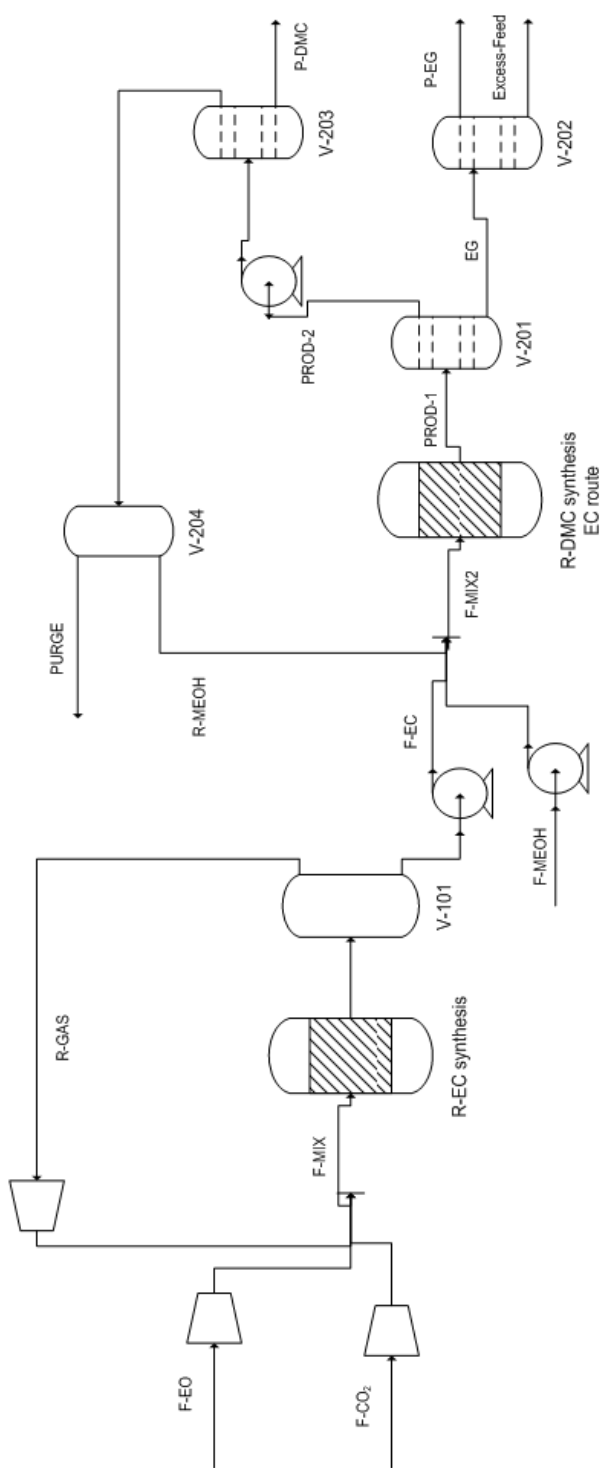 F-EO
F-CO₂
R-GAS
F-MIX
R-EC synthesis
V-101
F-MEOH
F-EC
R-MEOH
PURGE
V-204
F-MIX2
R-DMC synthesis
EC route
PROD-1
V-201
PROD-2
EG
V-203
P-DMC
V-202
P-EG
Excess-Feed